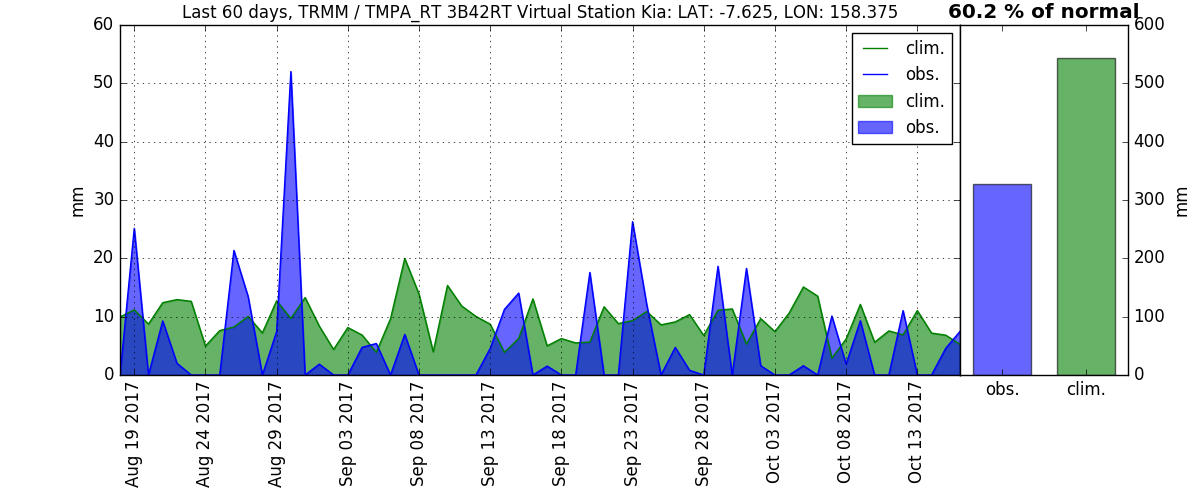 Last 60 days, TRMM / TMPA_RT 3B42RT Virtual Station Kia: LAT: -7.625, LON: 158.375
60.2 % of normal
60
50
40
30
20
10
0
mm
clim.
obs.
clim.
obs.
600
500
400
300
200
100
0
mm
Aug 19 2017
Aug 24 2017
Aug 29 2017
Sep 03 2017
Sep 08 2017
Sep 13 2017
Sep 18 2017
Sep 23 2017
Sep 28 2017
Oct 03 2017
Oct 08 2017
Oct 13 2017
obs.
clim.